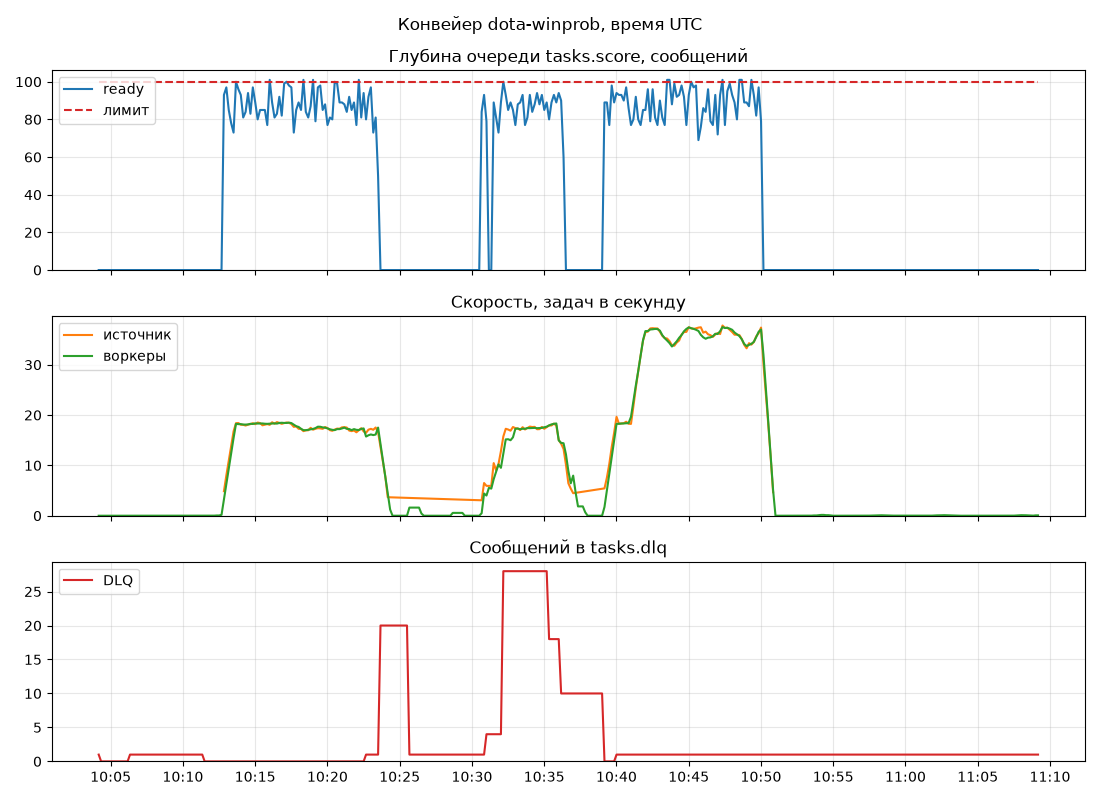 Конвейер dota-winprob, время UTC
Глубина очереди tasks.score, сообщений
100
80
60
40
20
0
ready
лимит
Скорость, задач в секунду
30
20
10
0
источник
воркеры
Сообщений в tasks.dlq
25
20
15
10
5
0
DLQ
10:05 10:10 10:15 10:20 10:25 10:30 10:35 10:40 10:45 10:50 10:55 11:00 11:05 11:10